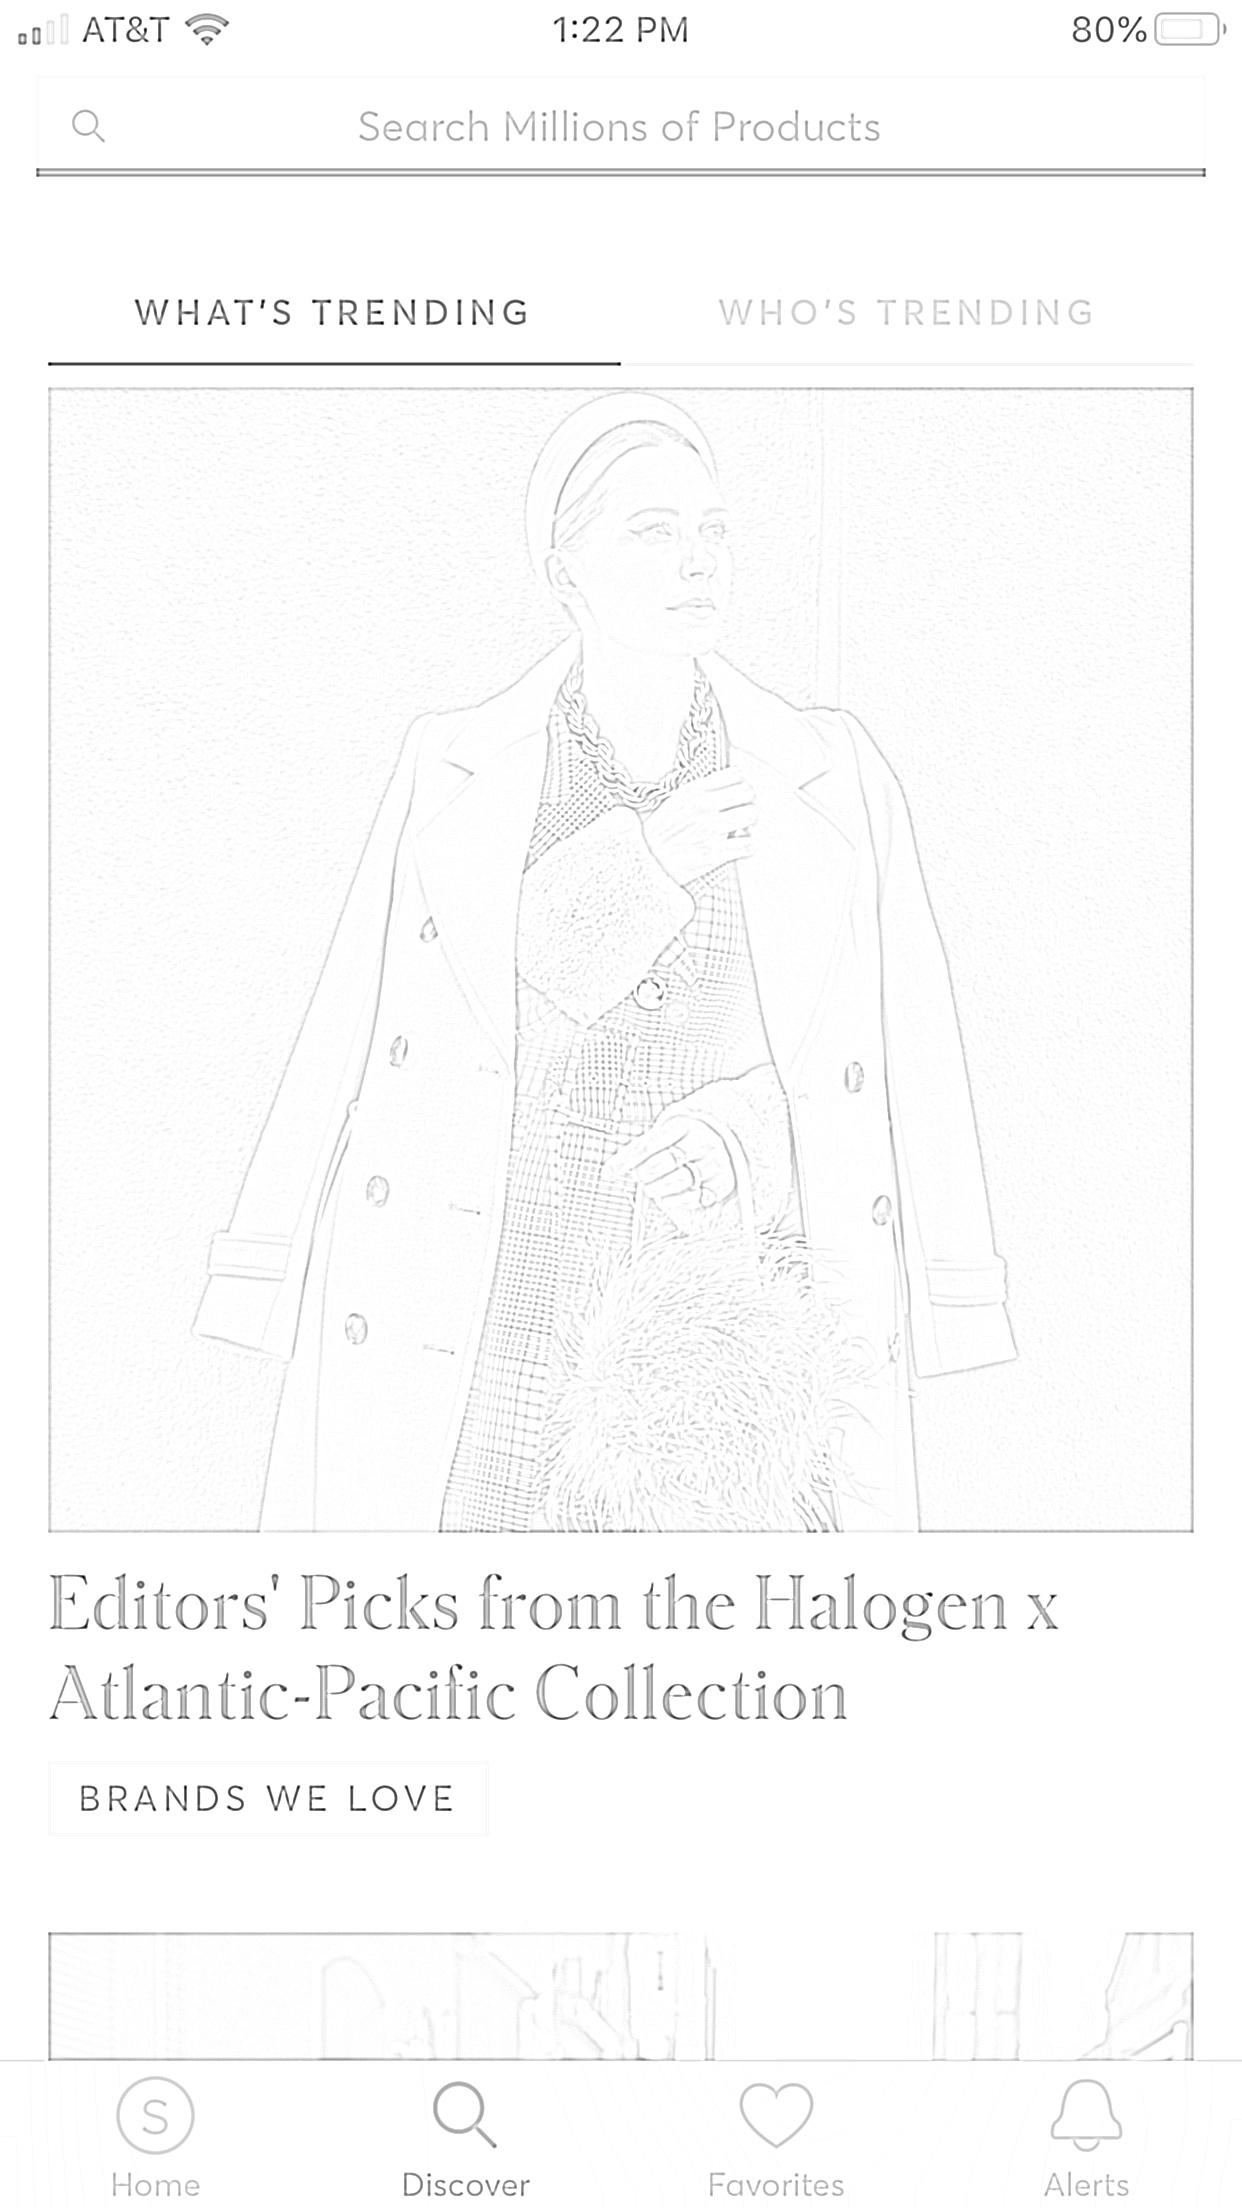 AT&T 1:22 PM 80%
Search Millions of Products
WHAT'S TRENDING WHO'S TRENDING
Editors' Picks from the Halogen x
Atlantic-Pacific Collection
BRANDS WE LOVE
S
Home Discover Favorites Alerts